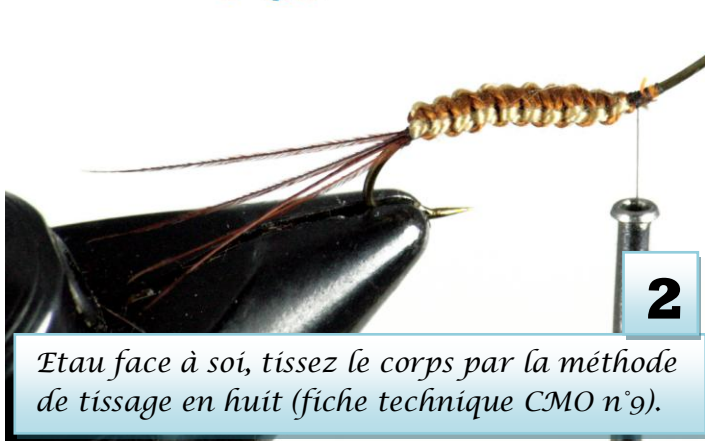 2
Etau face à soi, tissez le corps par la méthode
de tissage en huit (fiche technique CMO n°9).